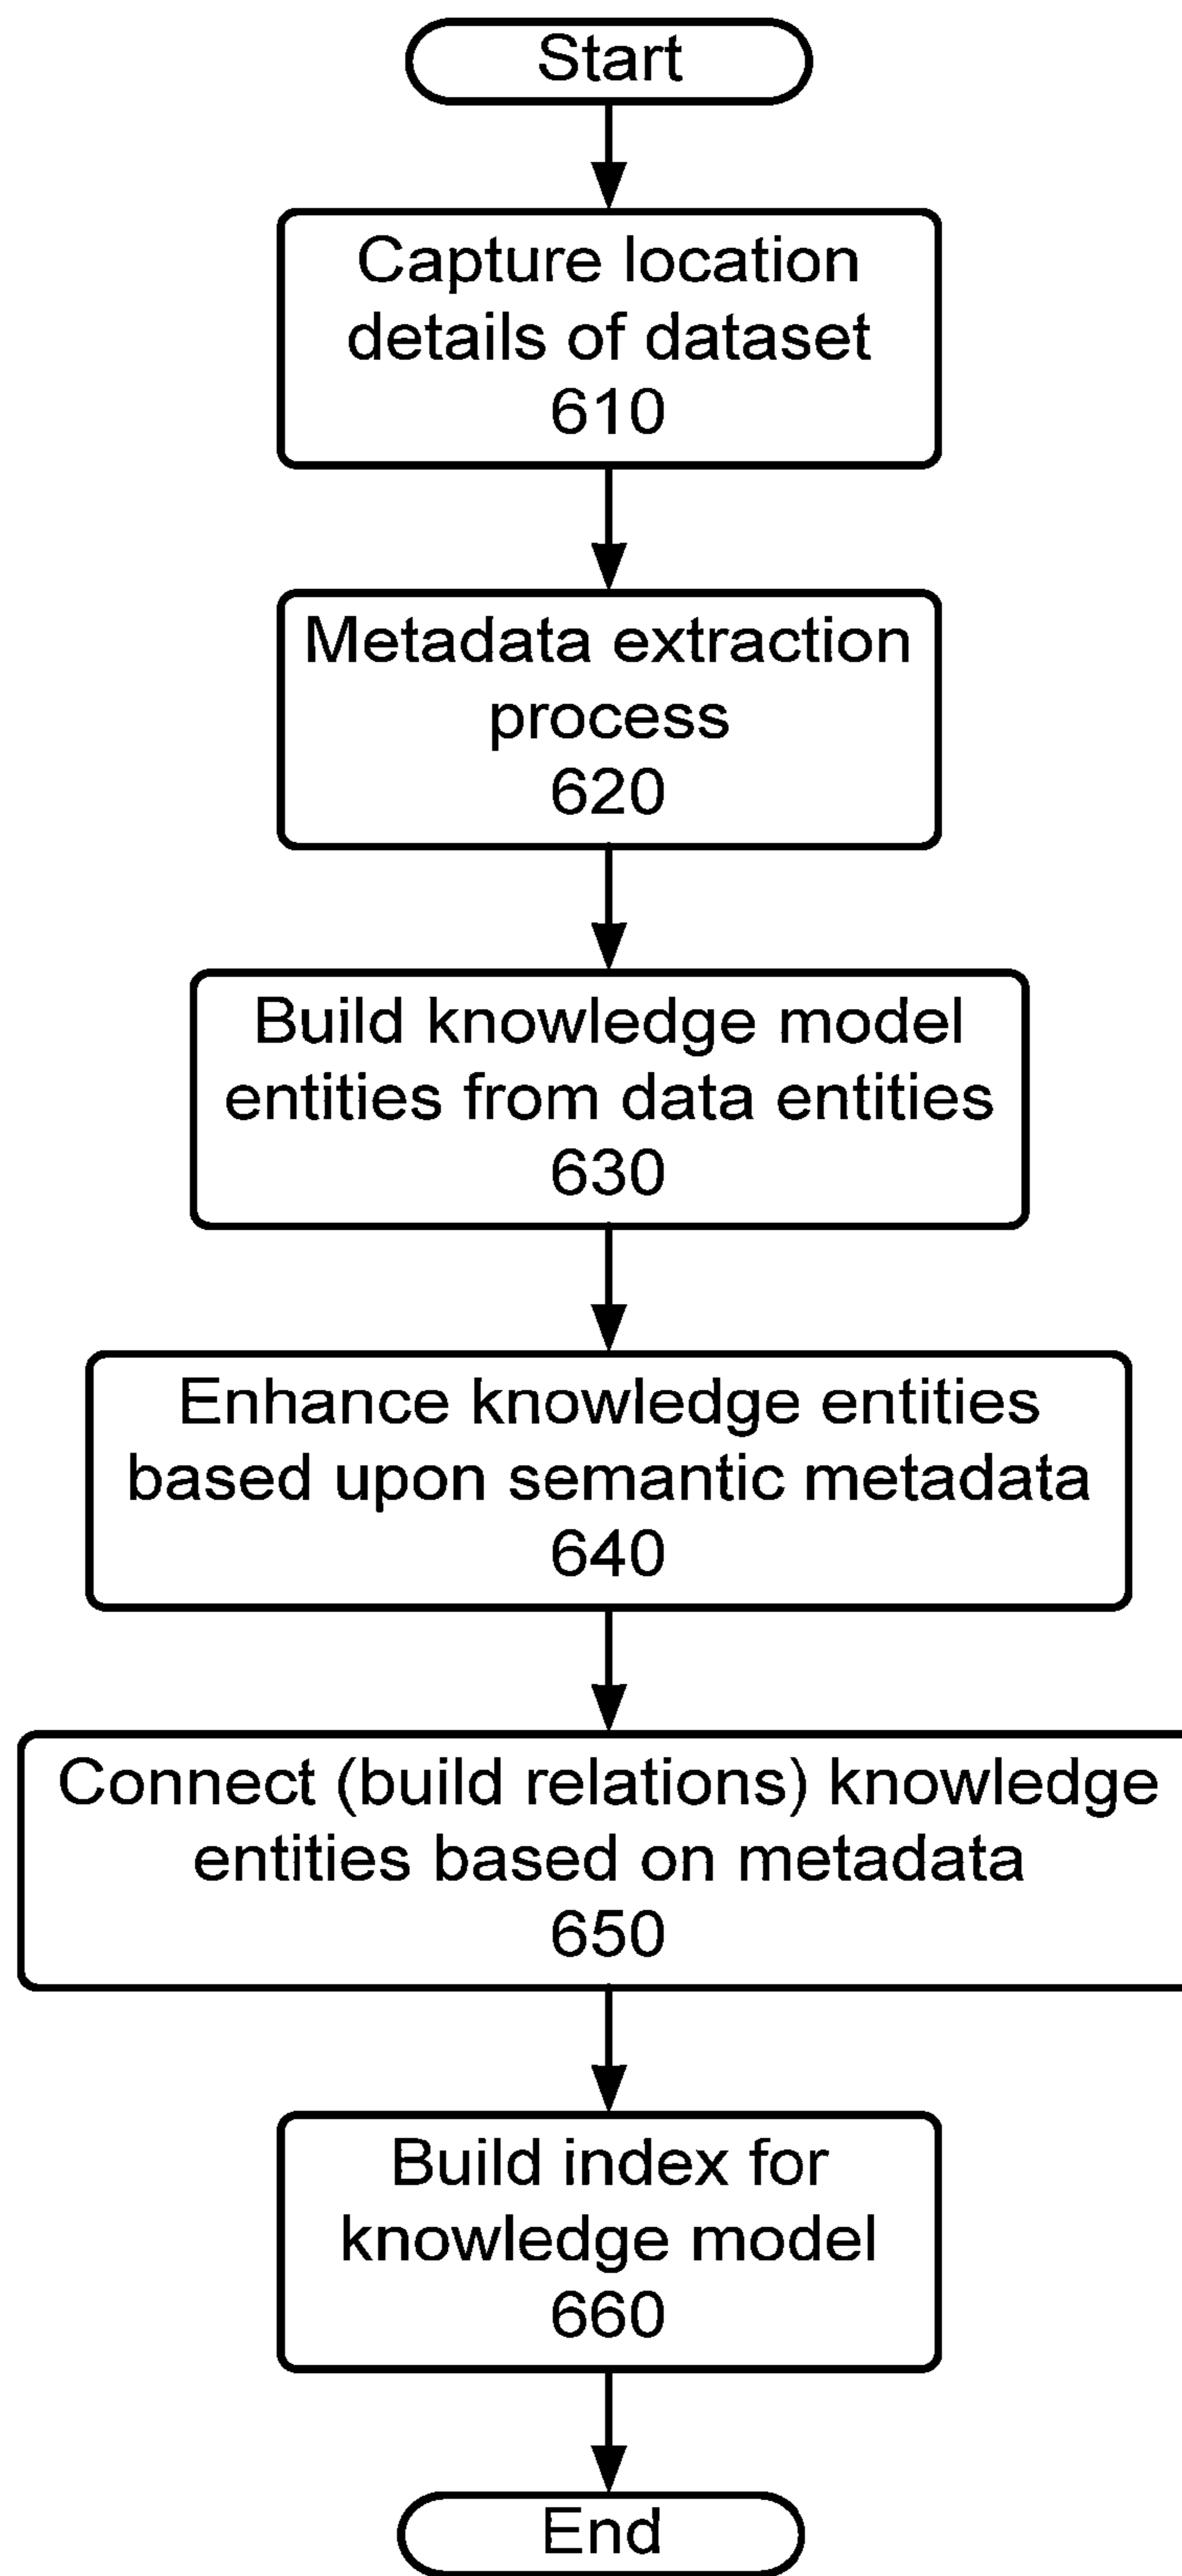 Start
Capture location
details of dataset
610
Metadata extraction
process
620
Build knowledge model
entities from data entities
630
Enhance knowledge entities
based upon semantic metadata
640
Connect (build relations) knowledge
entities based on metadata
650
Build index for
knowledge model
660
End